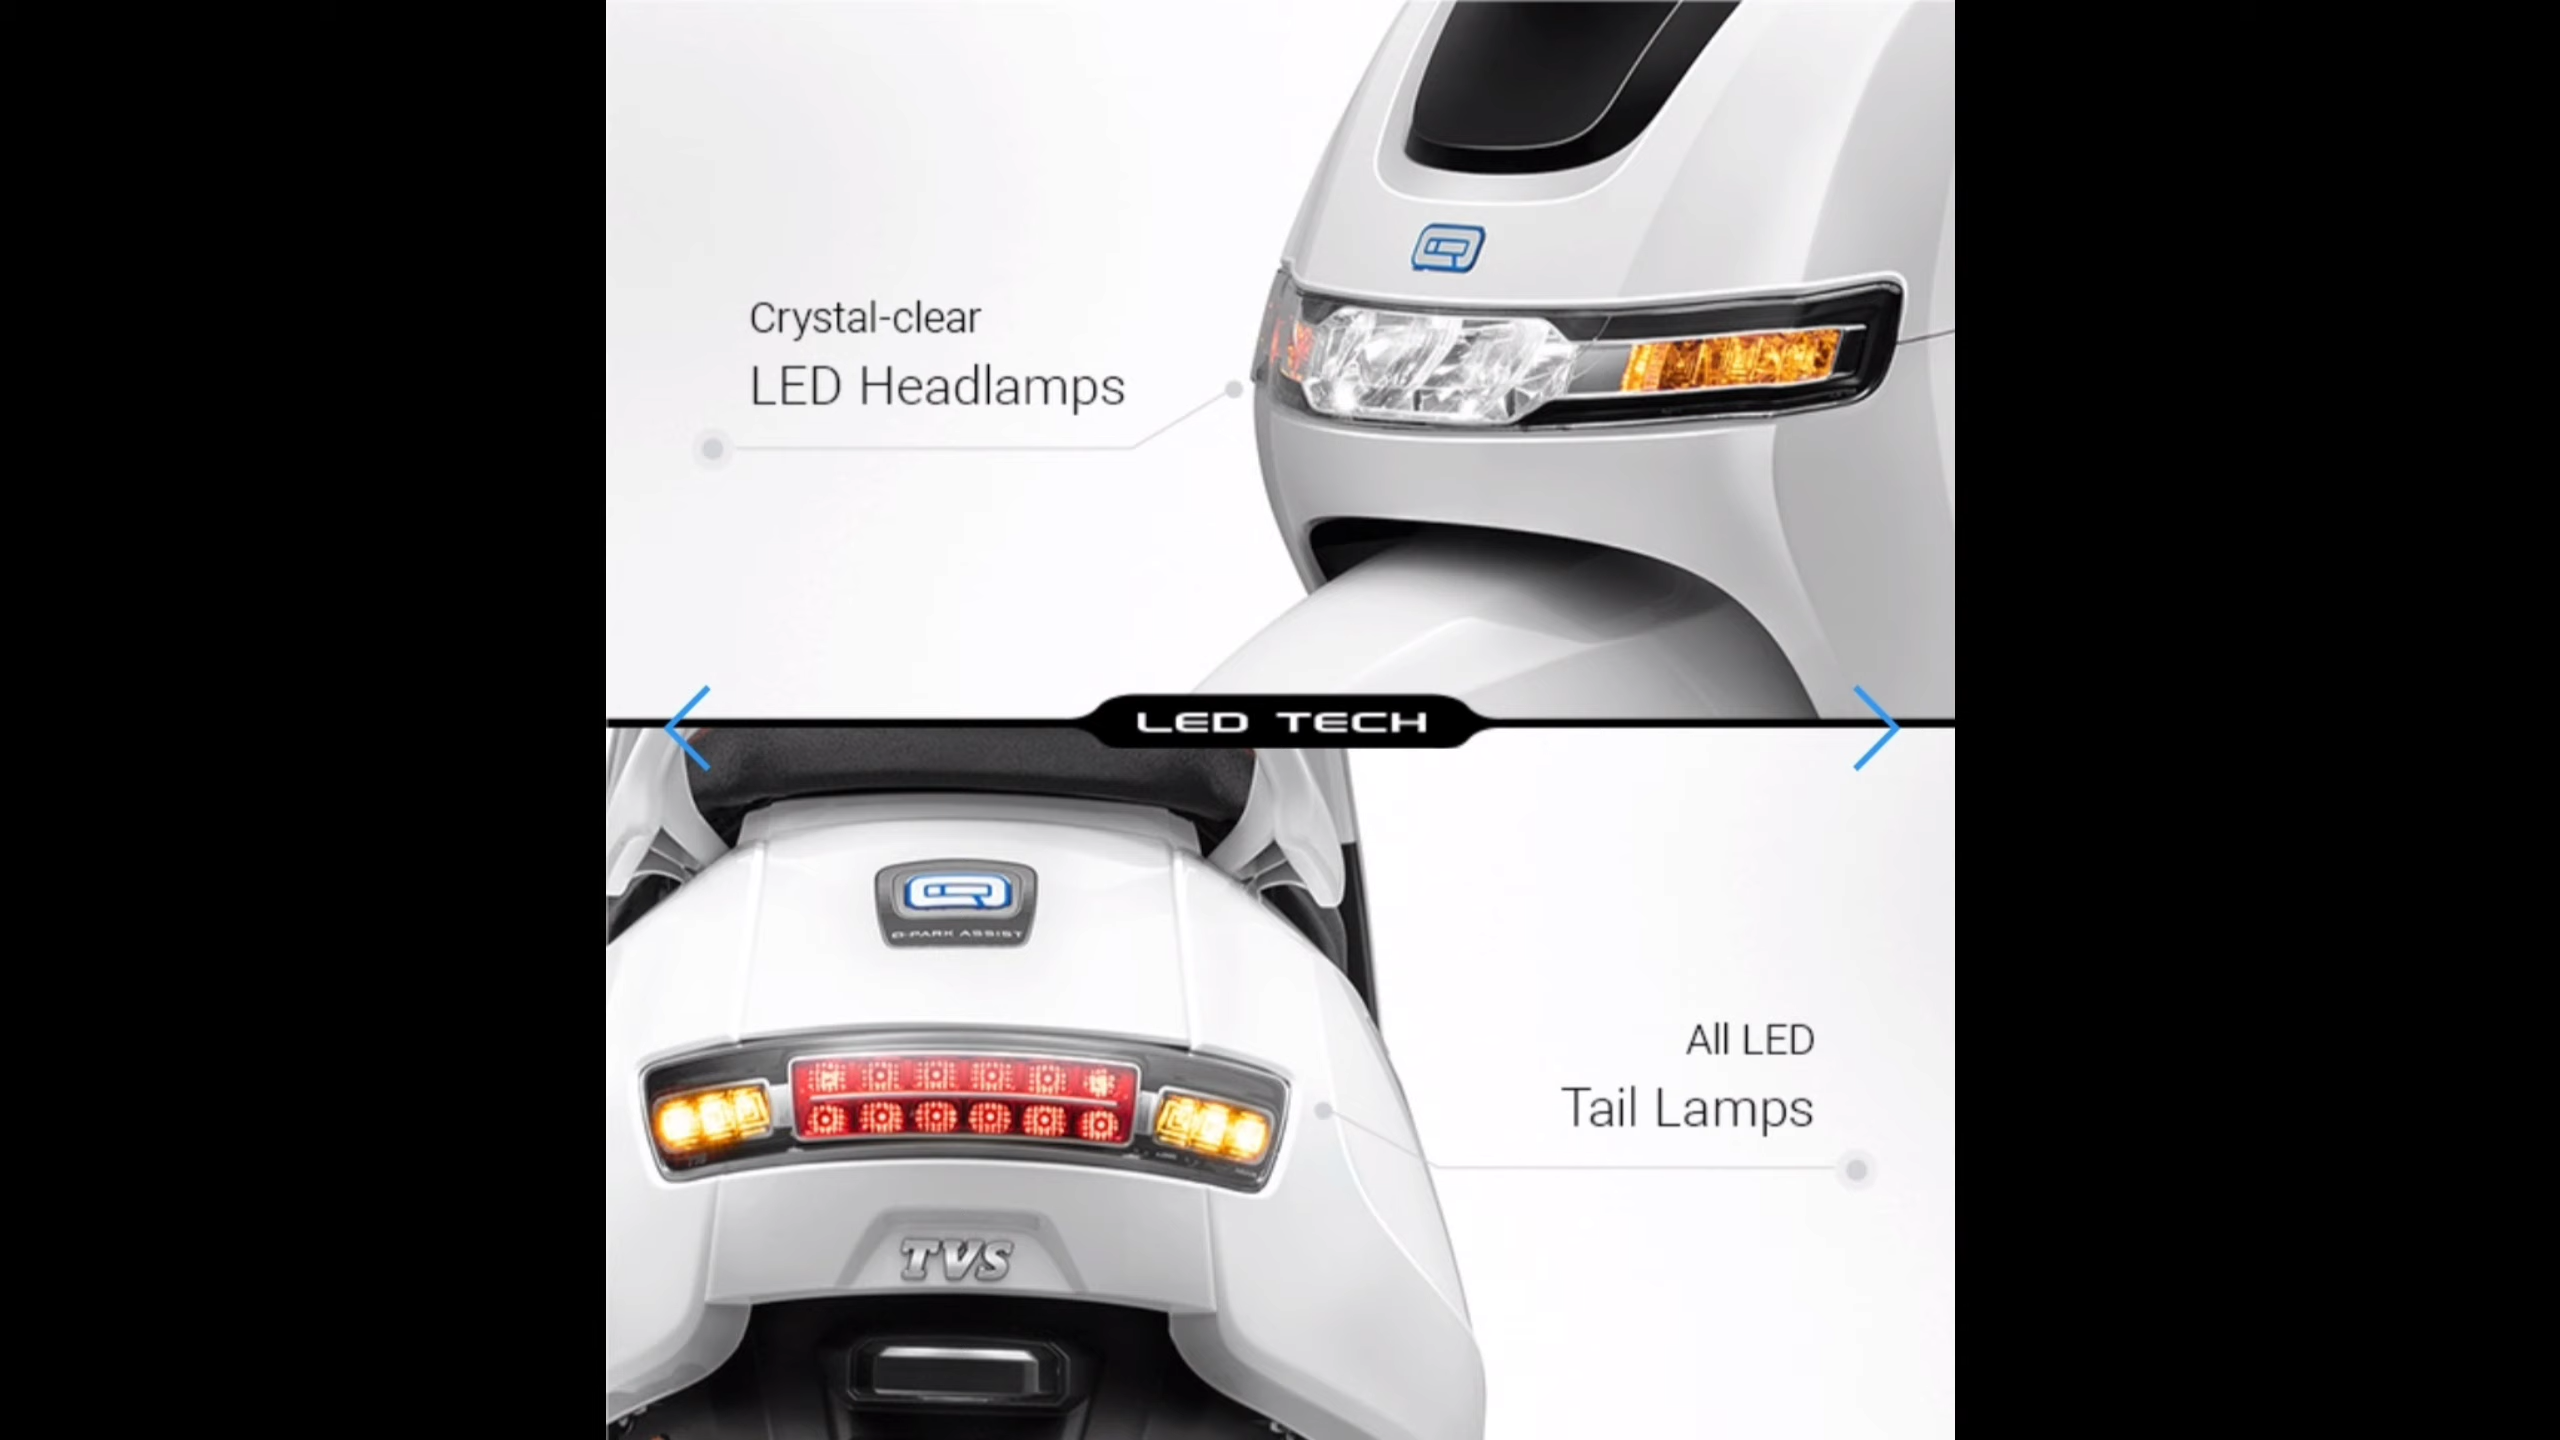 Crystal-clear
LED Headlamps
LED TECH
Q-PARK ASSIST
All LED
Tail Lamps
TVS